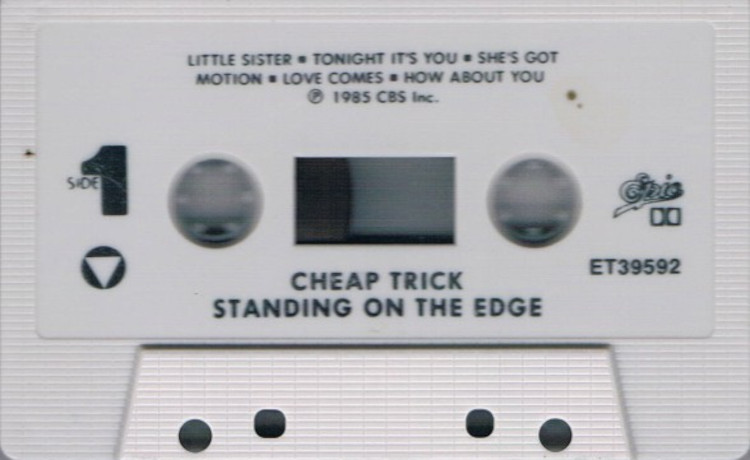 LITTLE SISTER ▪ TONIGHT IT'S YOU ▪ SHE'S GOT
MOTION ▪ LOVE COMES ▪ HOW ABOUT YOU
℗ 1985 CBS Inc.
SIDE 1
Epic
ET39592
CHEAP TRICK
STANDING ON THE EDGE